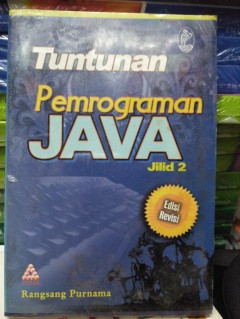 Tuntunan
Pemrograman
JAVA
Jilid 2
Edisi
Revisi
Rangsang Purnama